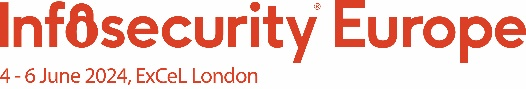 Infosecurity® Europe
4 - 6 June 2024, ExCeL London